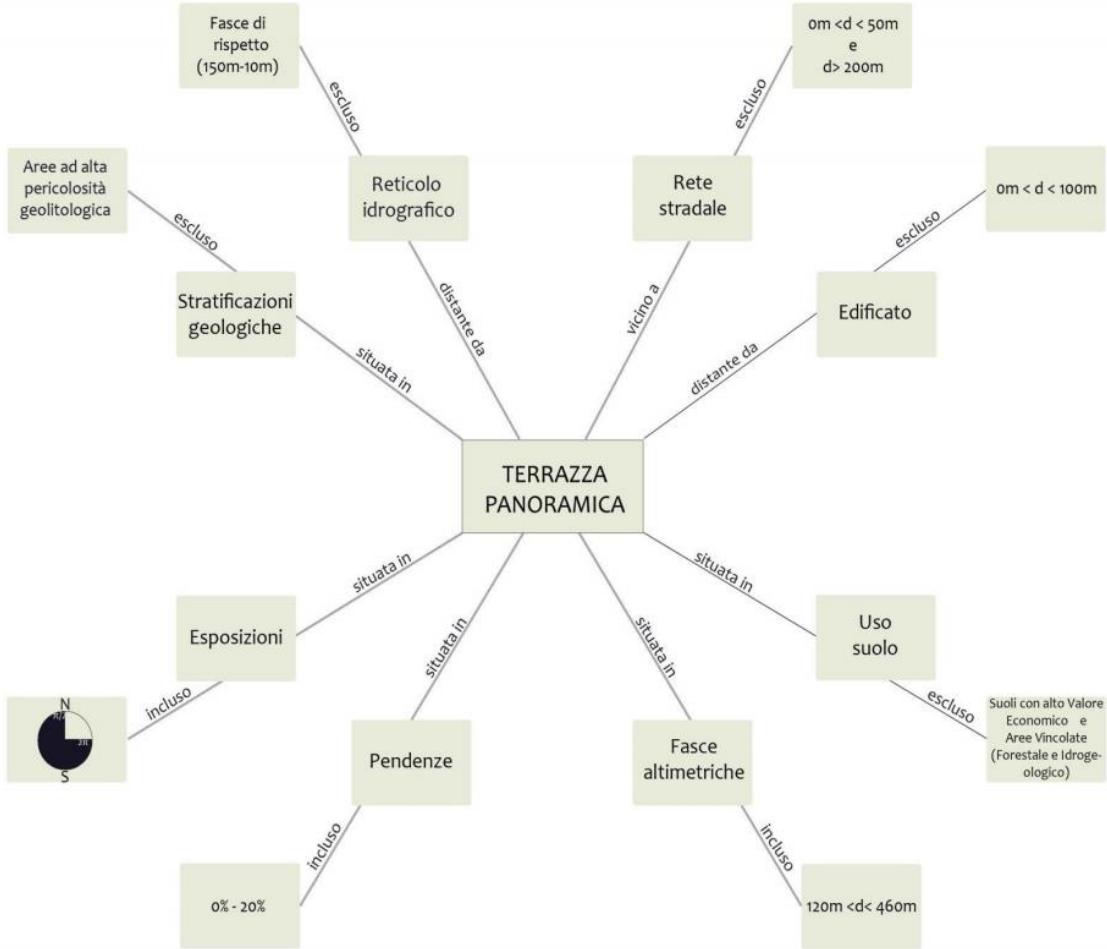 Fasce di
rispetto
(150m-10m)
0m <d < 50m
e
d> 200m
escluso
escluso
Aree ad alta
pericolosità
geolitologica
Reticolo
idrografico
Rete
stradale
0m < d < 100m
escluso
escluso
Stratificazioni
geologiche
Edificato
distante da
vicino a
situata in
distante da
TERRAZZA
PANORAMICA
situata in
situata in
situata in
situata in
Esposizioni
Uso
suolo
incluso
escluso
N
S
Pendenze
Fasce
altimetriche
Suoli con alto Valore
Economico e
Aree Vincolate
(Forestale e Idroge-
ologico)
incluso
incluso
0% - 20%
120m <d< 460m